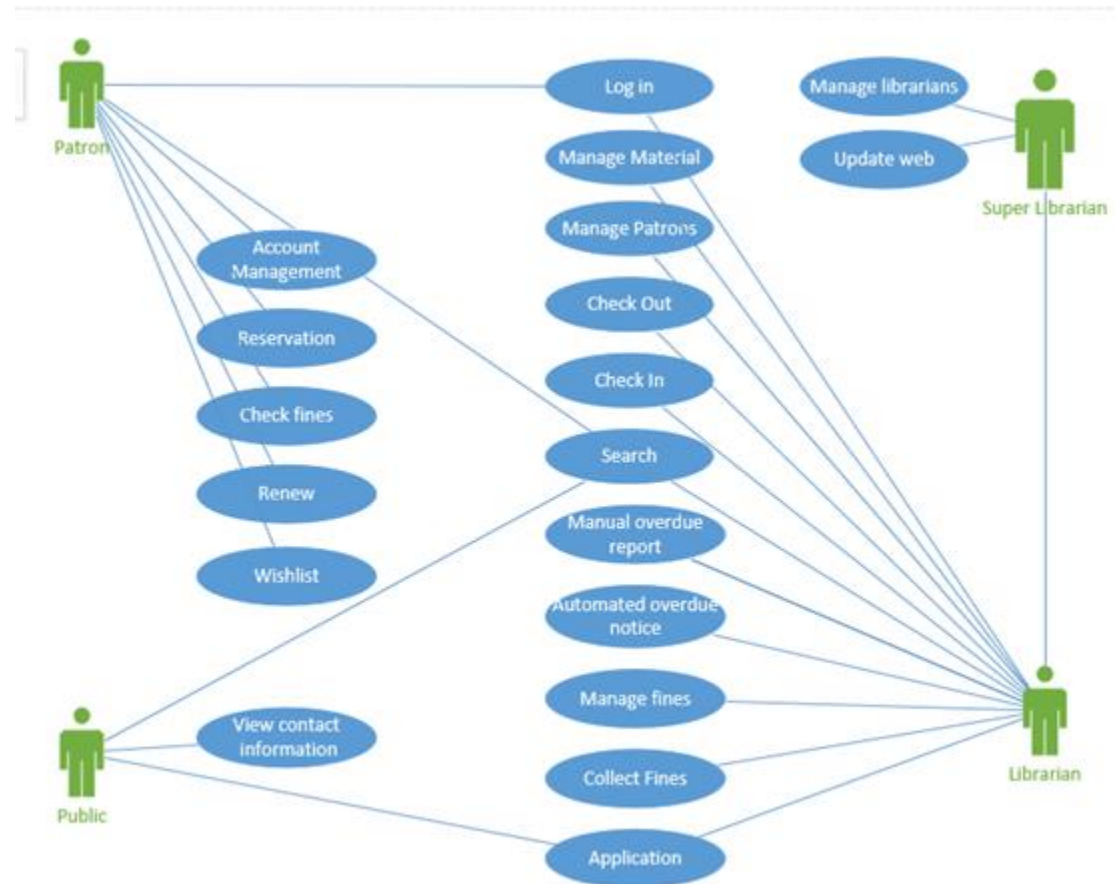 Log in
Manage librarians
Patron
Manage Material
Update web
Super Librarian
Manage Patrons
Account
Management
Check Out
Reservation
Check In
Check fines
Search
Renew
Manual overdue
report
Wishlist
Automated overdue
notice
Manage fines
View contact
information
Collect Fines
Librarian
Public
Application